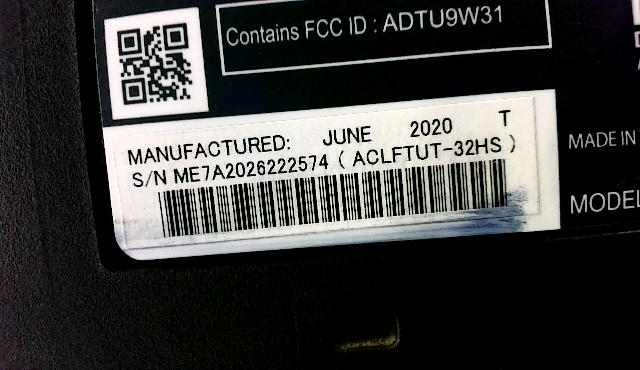 Contains FCC ID : ADTU9W31
MANUFACTURED: JUNE 2020 T
S/N ME7A2026222574 ( ACLFTUT-32HS )
MADE IN
MODEL